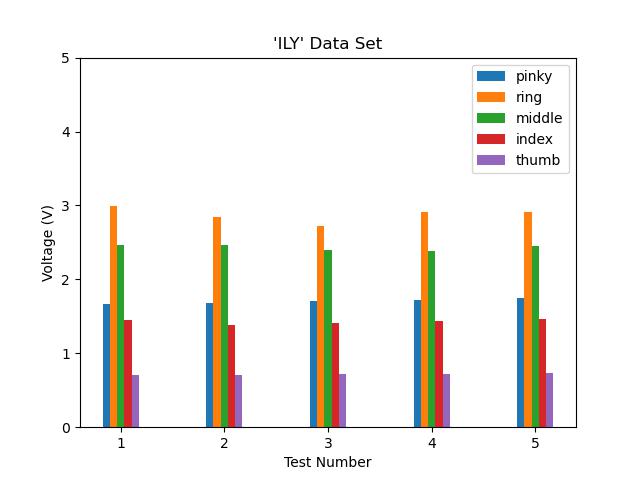 'ILY' Data Set
5
4
3
2
1
0
Voltage (V)
pinky
ring
middle
index
thumb
1 2 3 4 5
Test Number